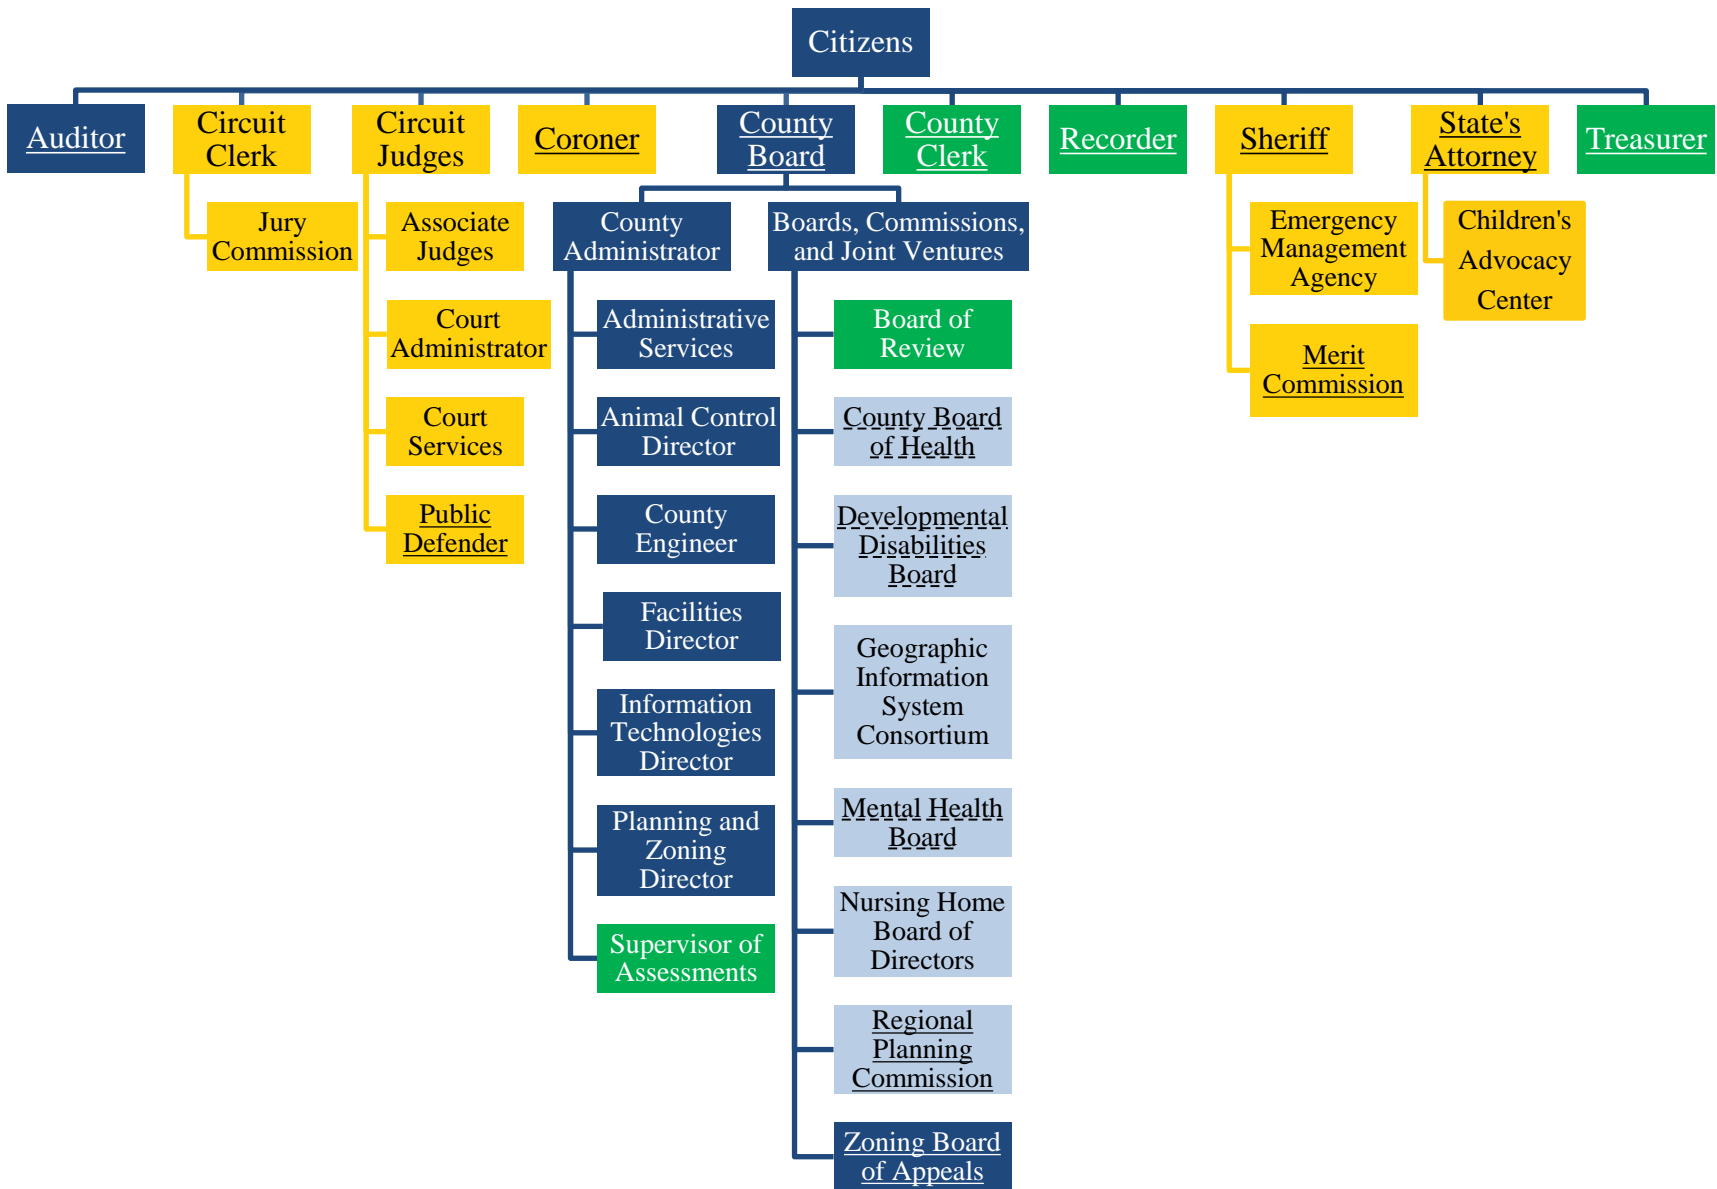 Citizens
Auditor
Circuit
Clerk
Circuit
Judges
Coroner
County
Board
County
Clerk
Recorder
Sheriff
State's
Attorney
Treasurer
Jury
Commission
Associate
Judges
Court
Administrator
Court
Services
Public
Defender
County
Administrator
Administrative
Services
Animal Control
Director
County
Engineer
Facilities
Director
Information
Technologies
Director
Planning and
Zoning
Director
Supervisor of
Assessments
Boards, Commissions,
and Joint Ventures
Board of
Review
County Board
of Health
Developmental
Disabilities
Board
Geographic
Information
System
Consortium
Mental Health
Board
Nursing Home
Board of
Directors
Regional
Planning
Commission
Zoning Board
of Appeals
Emergency
Management
Agency
Merit
Commission
Children's
Advocacy
Center